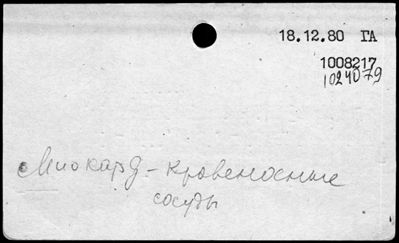 18.12.80 ГА
1008217
1024079
Миокард - кровеносные
сосуды